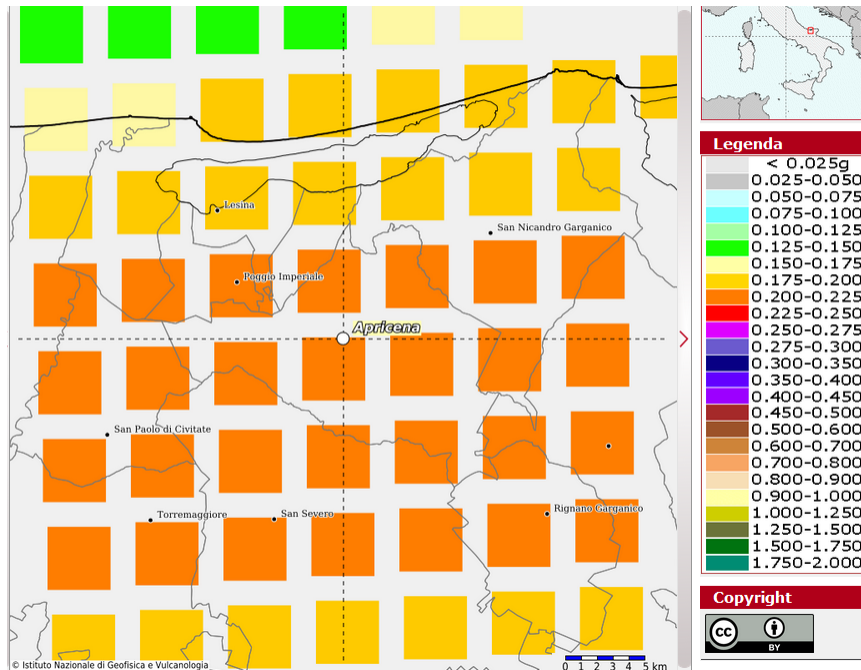 Lesina
San Nicandro Garganico
Poggio Imperiale
Apricena
San Paolo di Civitate
Torremaggiore
San Severo
Rignano Garganico
© Istituto Nazionale di Geofisica e Vulcanologia
0 1 2 3 4 5 km
Legenda
< 0.025g
0.025-0.050
0.050-0.075
0.075-0.100
0.100-0.125
0.125-0.150
0.150-0.175
0.175-0.200
0.200-0.225
0.225-0.250
0.250-0.275
0.275-0.300
0.300-0.350
0.350-0.400
0.400-0.450
0.450-0.500
0.500-0.600
0.600-0.700
0.700-0.800
0.800-0.900
0.900-1.000
1.000-1.250
1.250-1.500
1.500-1.750
1.750-2.000
Copyright
cc
BY